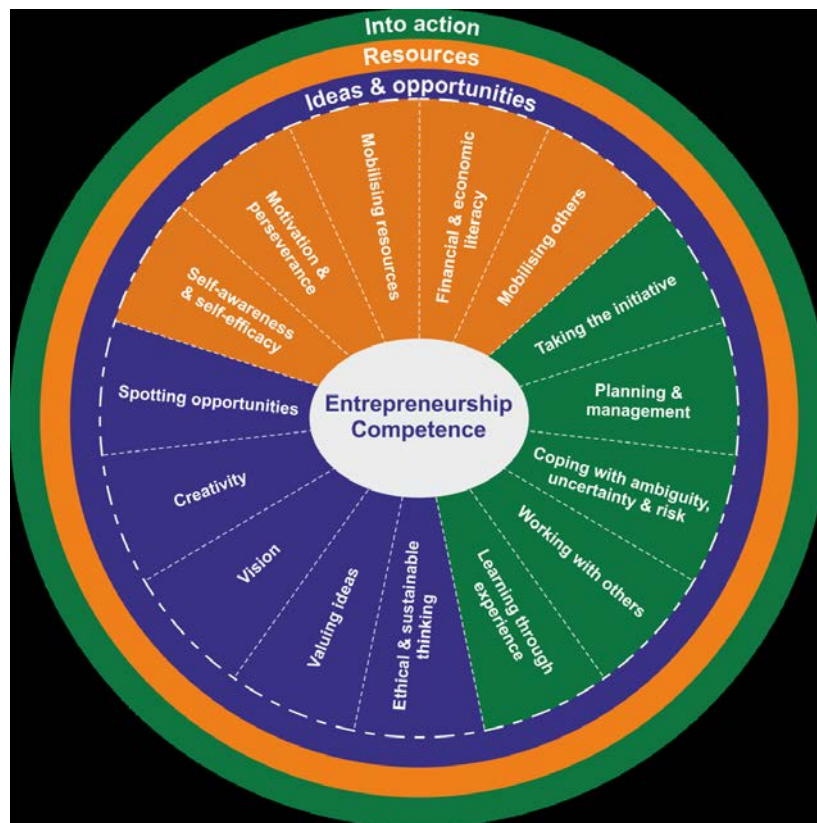 Into action
Resources
Ideas & opportunities
Self-awareness
& self-efficacy
Motivation &
perseverance
Mobilising resources
Financial & economic
literacy
Mobilising others
Taking the initiative
Planning &
management
Coping with ambiguity,
uncertainty & risk
Working with others
Learning through
experience
Ethical & sustainable
thinking
Valuing ideas
Vision
Creativity
Spotting opportunities
Entrepreneurship
Competence